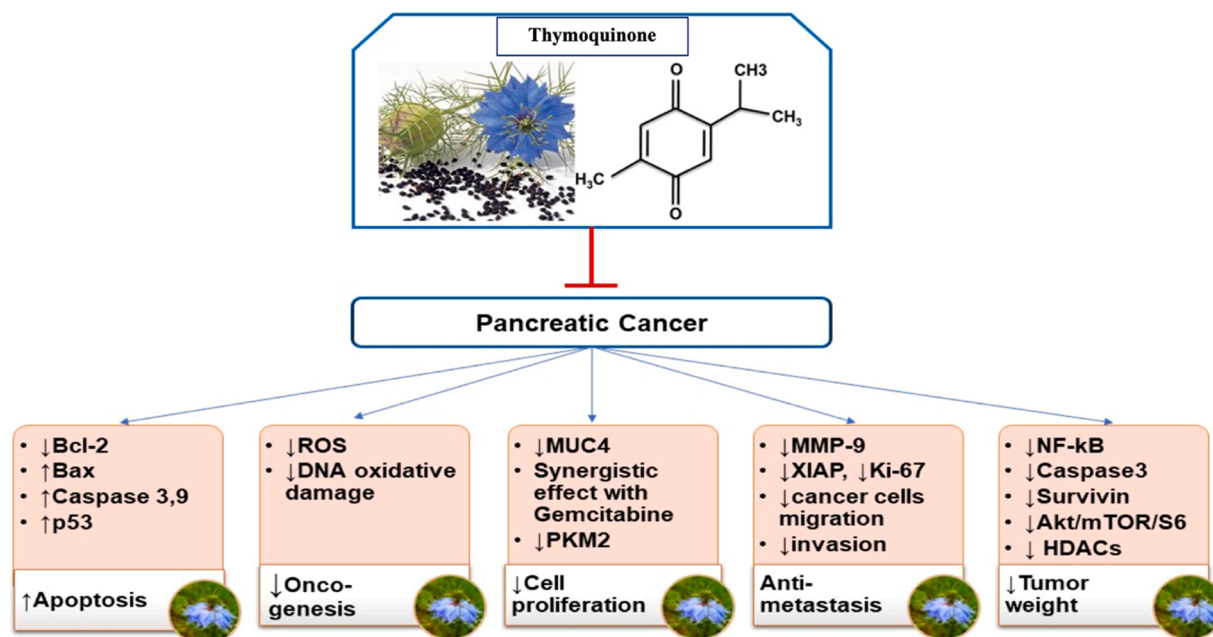 Thymoquinone
O
CH3
CH₃
H₃C
O
Pancreatic Cancer
• ↓Bcl-2
• ↑Bax
• ↑Caspase 3,9
• ↑p53
↑Apoptosis
• ↓ROS
• ↓DNA oxidative
damage
↓Onco-
genesis
• ↓MUC4
• Synergistic
effect with
Gemcitabine
• ↓PKM2
↓Cell
proliferation
• ↓MMP-9
• ↓XIAP, ↓Ki-67
• ↓cancer cells
migration
• ↓invasion
Anti-
metastasis
• ↓NF-kB
• ↓Caspase3
• ↓Survivin
• ↓Akt/mTOR/S6
• ↓ HDACs
↓Tumor
weight